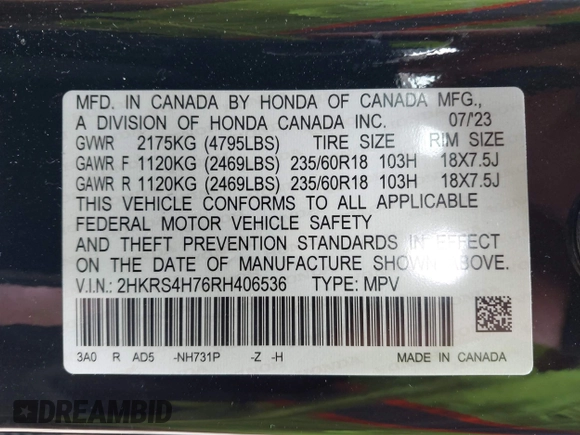 MFD. IN CANADA BY HONDA OF CANADA MFG.,
A DIVISION OF HONDA CANADA INC. 07/'23
GVWR 2175KG (4795LBS) TIRE SIZE RIM SIZE
GAWR F 1120KG (2469LBS) 235/60R18 103H 18X7.5J
GAWR R 1120KG (2469LBS) 235/60R18 103H 18X7.5J
THIS VEHICLE CONFORMS TO ALL APPLICABLE
FEDERAL MOTOR VEHICLE SAFETY
AND THEFT PREVENTION STANDARDS IN EFFECT
ON THE DATE OF MANUFACTURE SHOWN ABOVE.
V.I.N.: 2HKRS4H76RH406536 TYPE: MPV
3A0 R AD5 -NH731P -Z -H MADE IN CANADA
DREAMBID